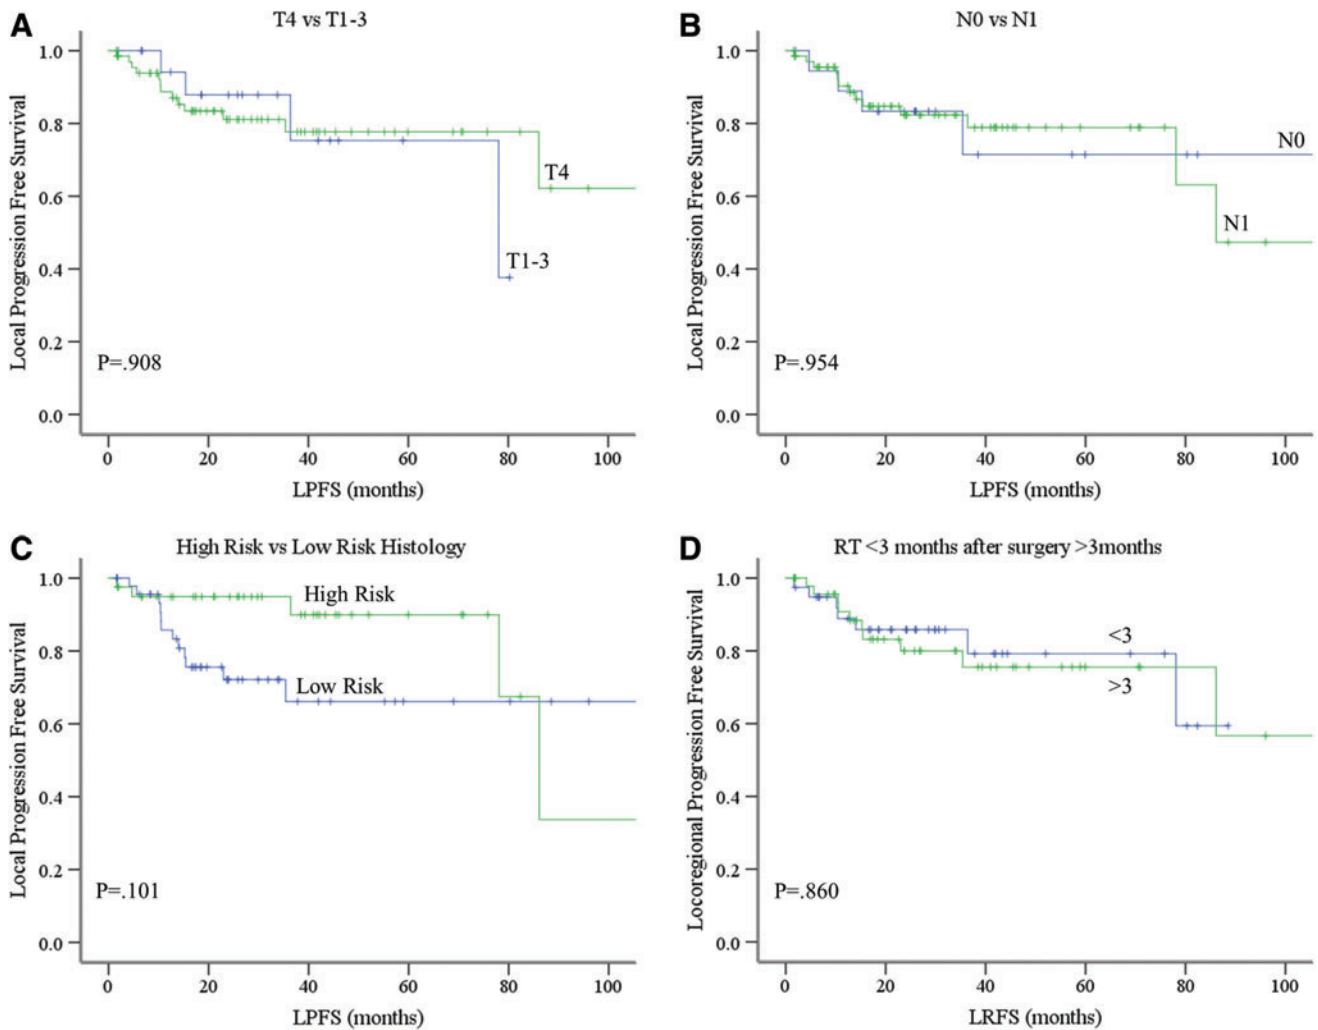 A
T4 vs T1-3
Local Progression Free Survival
1.0
0.8
0.6
0.4
0.2
0.0
T4
T1-3
P=.908
0 20 40 60 80 100
LPFS (months)
B
N0 vs N1
Local Progression Free Survival
1.0
0.8
0.6
0.4
0.2
0.0
N0
N1
P=.954
0 20 40 60 80 100
LPFS (months)
C
High Risk vs Low Risk Histology
Local Progression Free Survival
1.0
0.8
0.6
0.4
0.2
0.0
High Risk
Low Risk
P=.101
0 20 40 60 80 100
LPFS (months)
D
RT <3 months after surgery >3months
Locoregional Progression Free Survival
1.0
0.8
0.6
0.4
0.2
0.0
<3
>3
P=.860
0 20 40 60 80 100
LRFS (months)